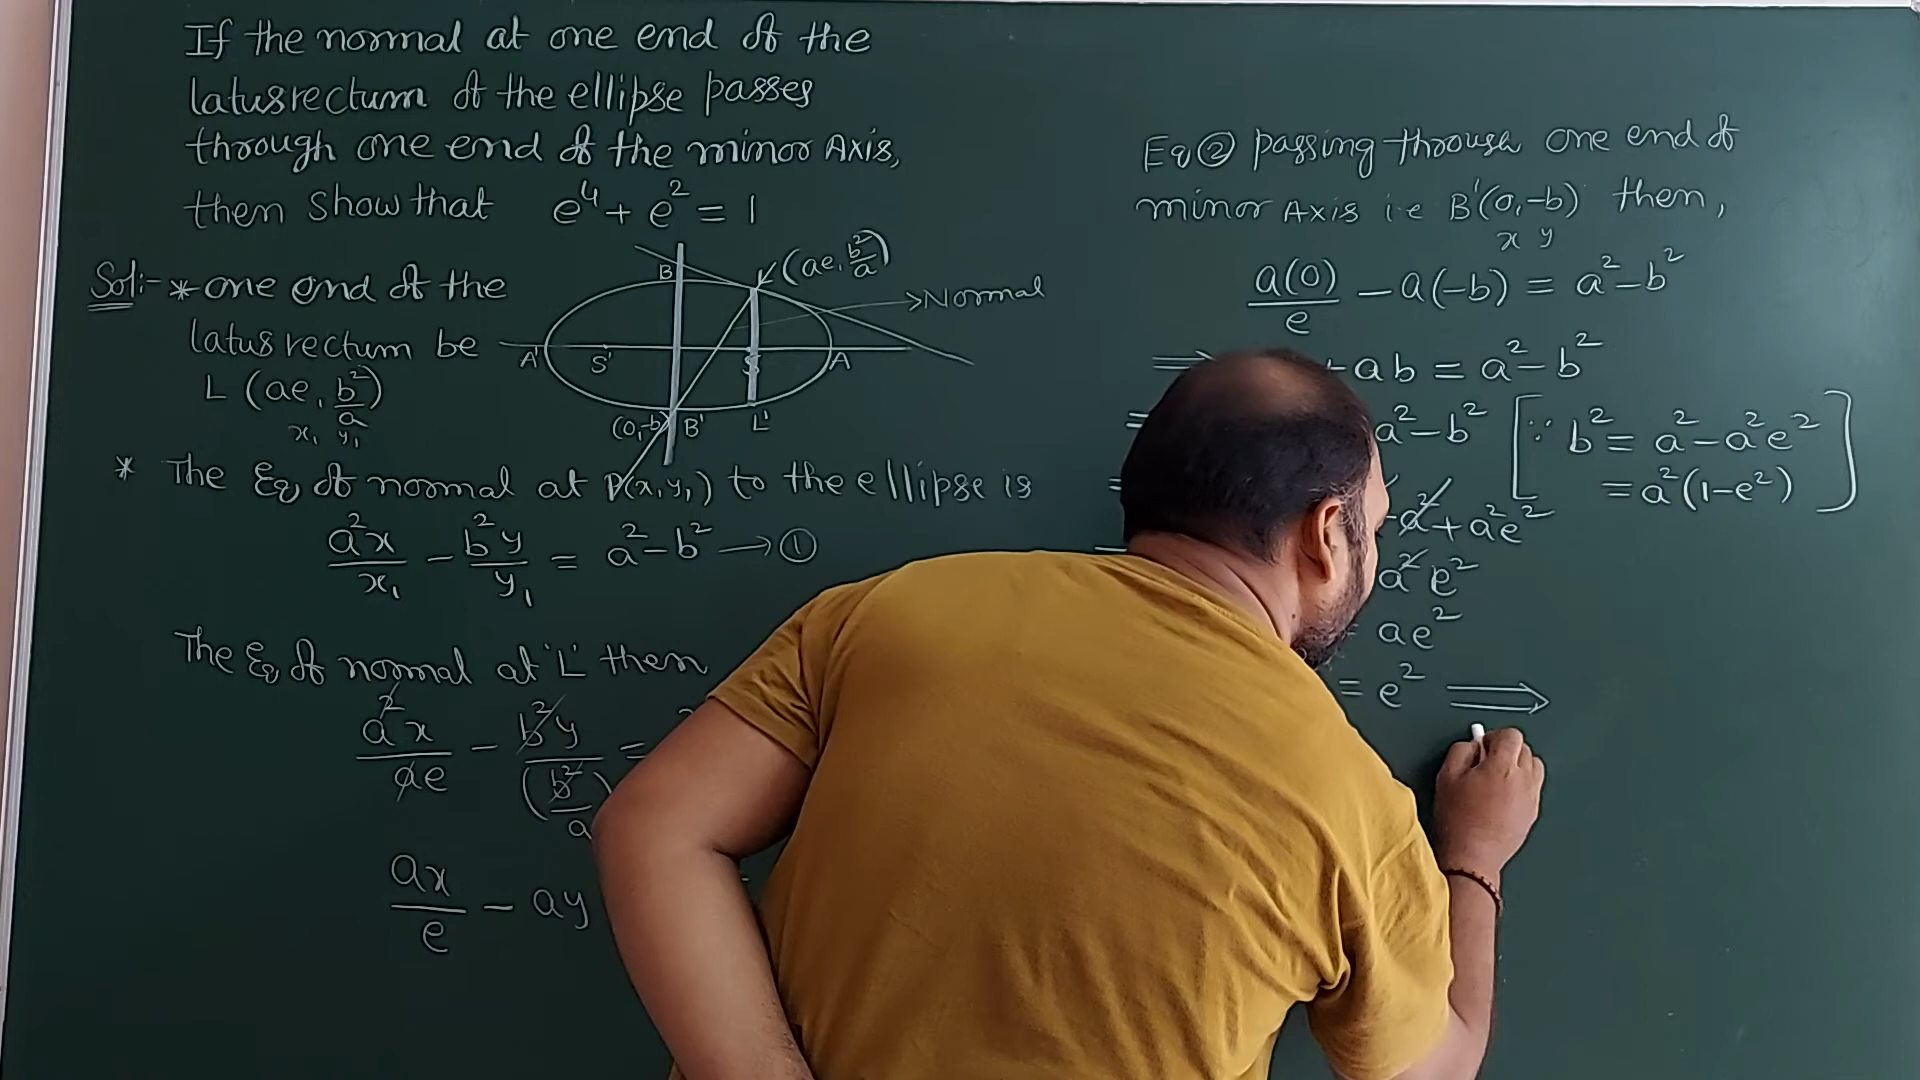 If the normal at one end of the
latusrectum of the ellipse passes
through one end of the minor Axis,
then show that e⁴ + e² = 1
Sol:- * one end of the
latus rectum be
L (ae, b²/a)
x₁ y₁
B
(ae, b²/a)
Normal
A' S' S A
(0,-b) B' L'
* The Eq of normal at P(x₁y₁) to the ellipse is
a²x/x₁ - b²y/y₁ = a²-b² → ①
The Eq of normal at 'L' then
a²x/ae - b²y/(b²/a) =
ax/e - ay
Eq ② passing through one end of
minor Axis i.e B'(0,-b) then,
x y
a(0)/e - a(-b) = a²-b²
⇒ +ab = a²-b²
a²-b² [∵ b² = a²-a²e²
= a²(1-e²)]
-a²+a²e²
a²e²
ae²
= e² ⇒